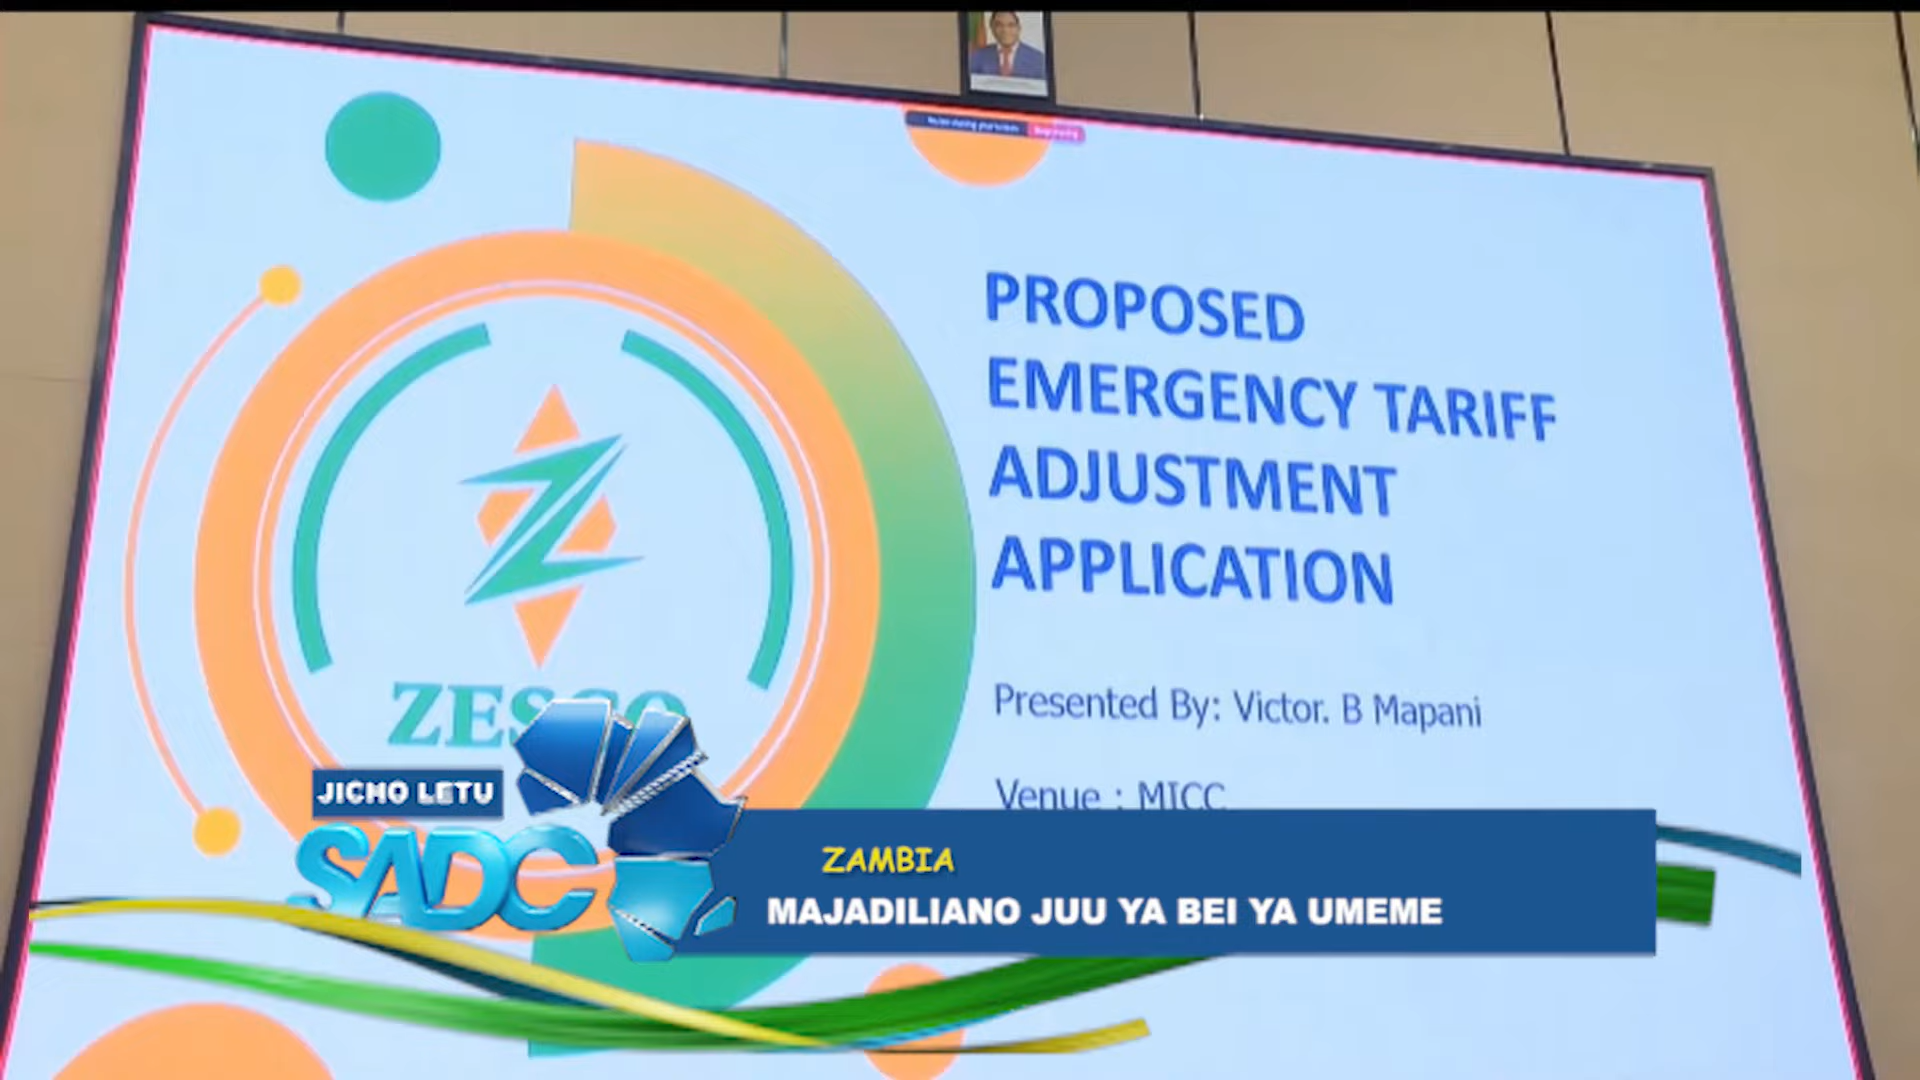 PROPOSED
EMERGENCY TARIFF
ADJUSTMENT
APPLICATION
Presented By: Victor. B Mapani
Venue : MICC
ZESCO
JICHO LETU
SADC
ZAMBIA
MAJADILIANO JUU YA BEI YA UMEME